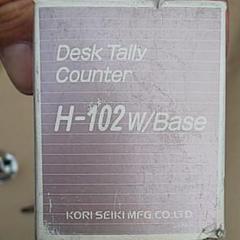 Desk Tally
Counter
H-102 W/Base
KORI SEIKI MFG. CO., LTD